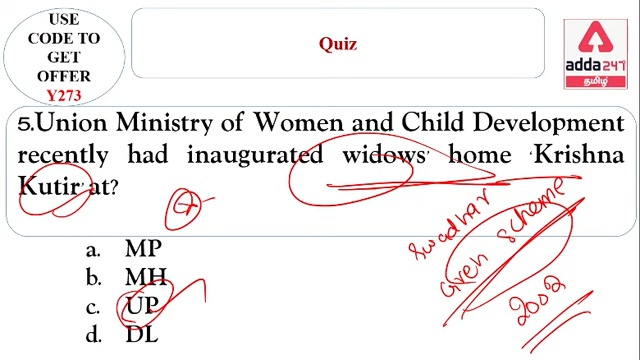 USE
CODE TO
GET
OFFER
Y273
Quiz
adda247
தமிழ்
5.Union Ministry of Women and Child Development
recently had inaugurated widows' home 'Krishna
Kutir' at?
a. MP
b. MH
c. UP
d. DL
Swadhar
Scheme
2002